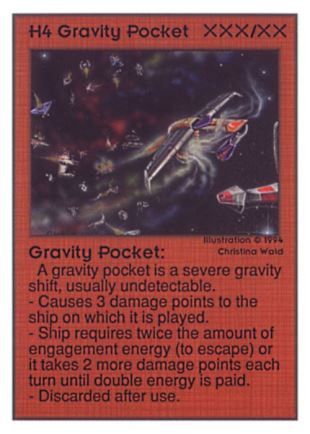 H4 Gravity Pocket XXX/XX
Illustration © 1994
Christina Wald
Gravity Pocket:
A gravity pocket is a severe gravity
shift, usually undetectable.
- Causes 3 damage points to the
ship on which it is played.
- Ship requires twice the amount of
engagement energy (to escape) or
it takes 2 more damage points each
turn until double energy is paid.
- Discarded after use.